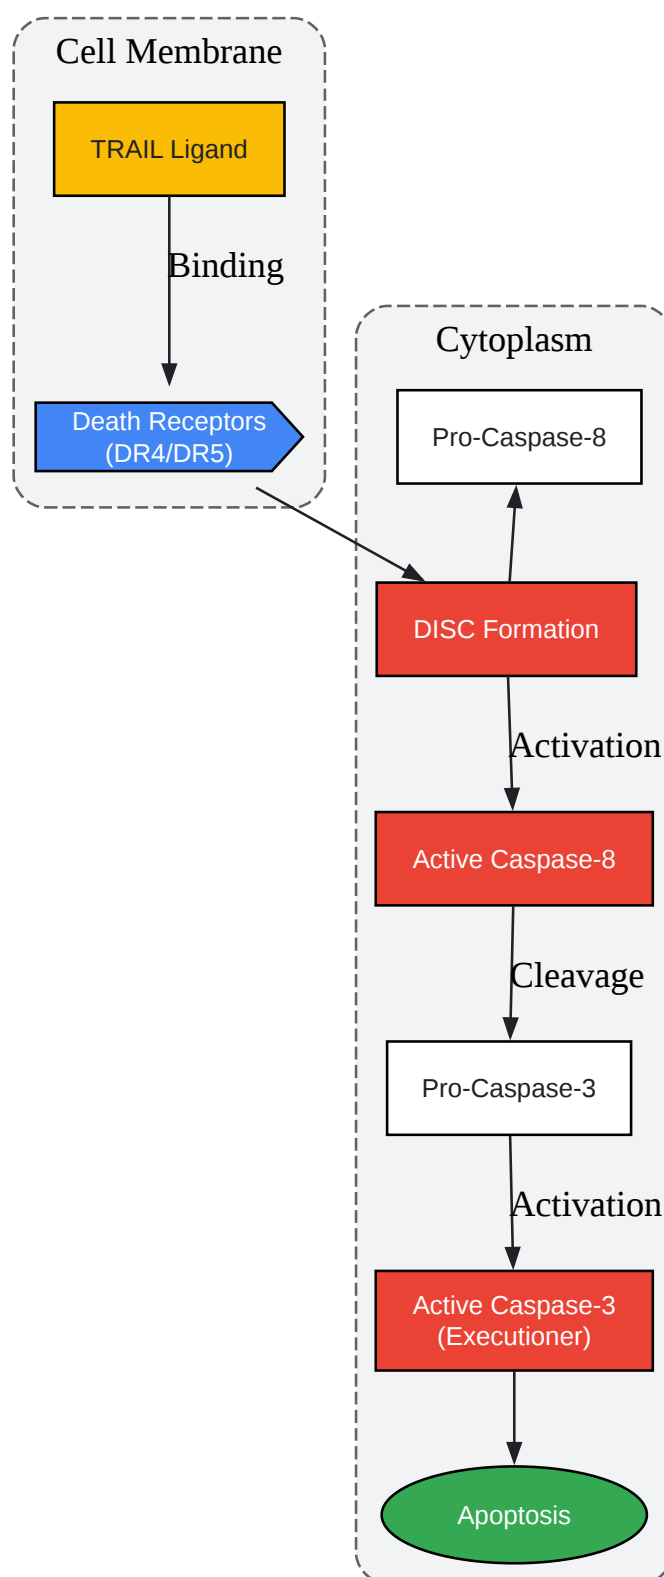 Cell Membrane
TRAIL Ligand
Binding
Death Receptors
(DR4/DR5)
Cytoplasm
Pro-Caspase-8
DISC Formation
Activation
Active Caspase-8
Cleavage
Pro-Caspase-3
Activation
Active Caspase-3
(Executioner)
Apoptosis